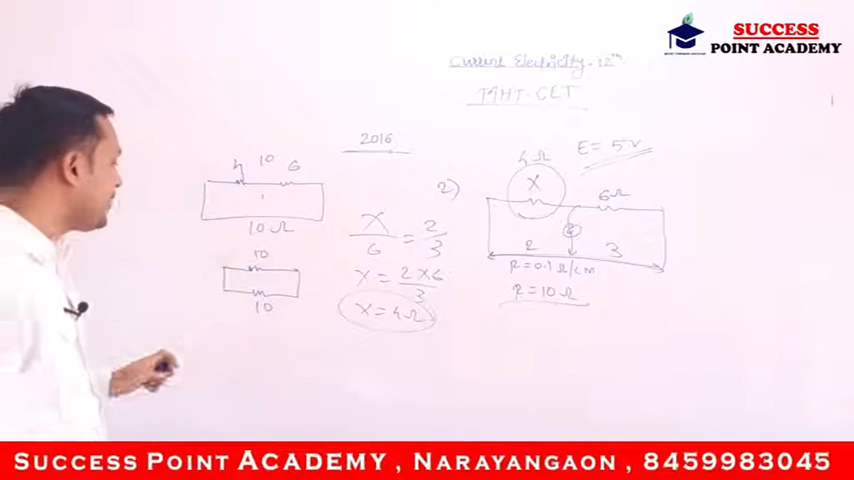 SUCCESS
POINT ACADEMY
Current Electricity - 12th
MHT-CET
2016
2)
4Ω
E = 5V
X
6Ω
G
2
3
R = 0.1 Ω/cm
R = 10 Ω
4 10 6
10 Ω
10
10
X/6 = 2/3
X = 2×6/3
X = 4Ω
SUCCESS POINT ACADEMY , NARAYANGAON , 8459983045